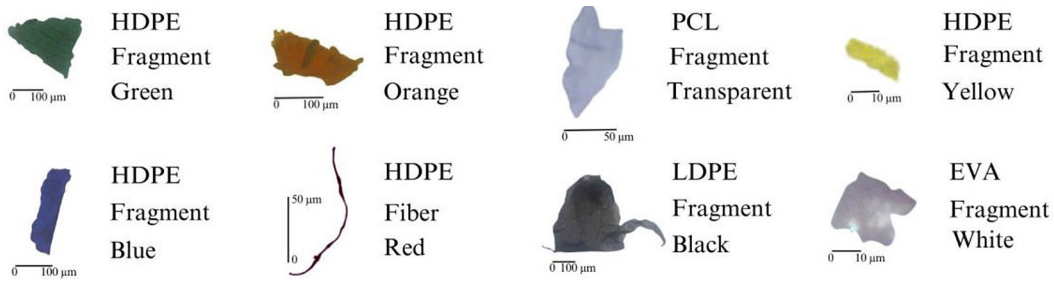 HDPE
Fragment
Green
0 100 μm
HDPE
Fragment
Orange
0 100 μm
PCL
Fragment
Transparent
0 50 μm
HDPE
Fragment
Yellow
0 10 μm
HDPE
Fragment
Blue
0 100 μm
50 μm
0
HDPE
Fiber
Red
LDPE
Fragment
Black
0 100 μm
EVA
Fragment
White
0 10 μm